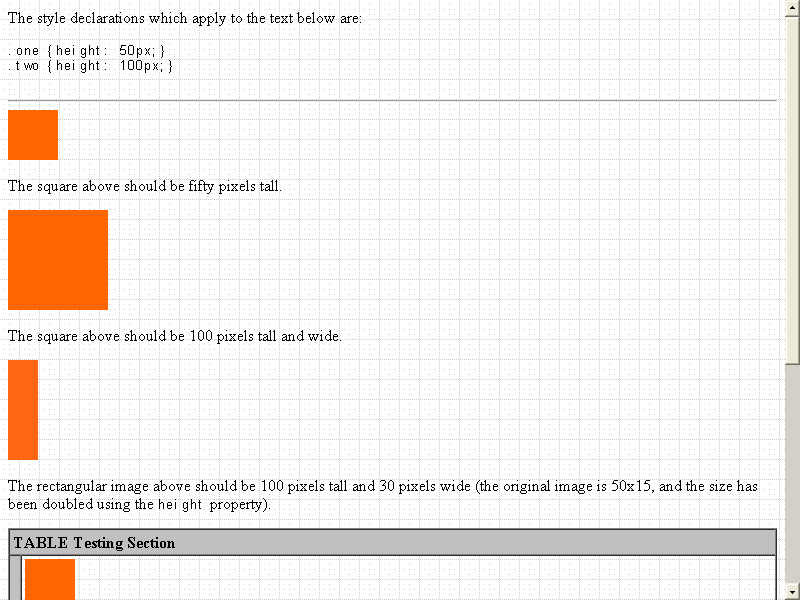 The style declarations which apply to the text below are:
.one {height: 50px;}
.two {height: 100px;}
The square above should be fifty pixels tall.
The square above should be 100 pixels tall and wide.
The rectangular image above should be 100 pixels tall and 30 pixels wide (the original image is 50x15, and the size has
been doubled using the height property).
TABLE Testing Section